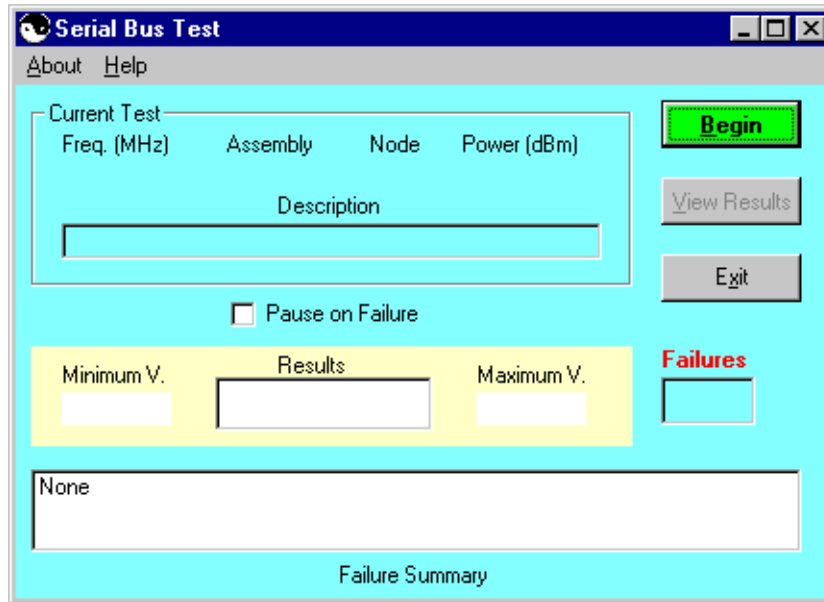 Serial Bus Test
About Help
Current Test
Freq. (MHz) Assembly Node Power (dBm)
Description
Begin
View Results
Exit
Pause on Failure
Minimum V. Results Maximum V.
Failures
None
Failure Summary